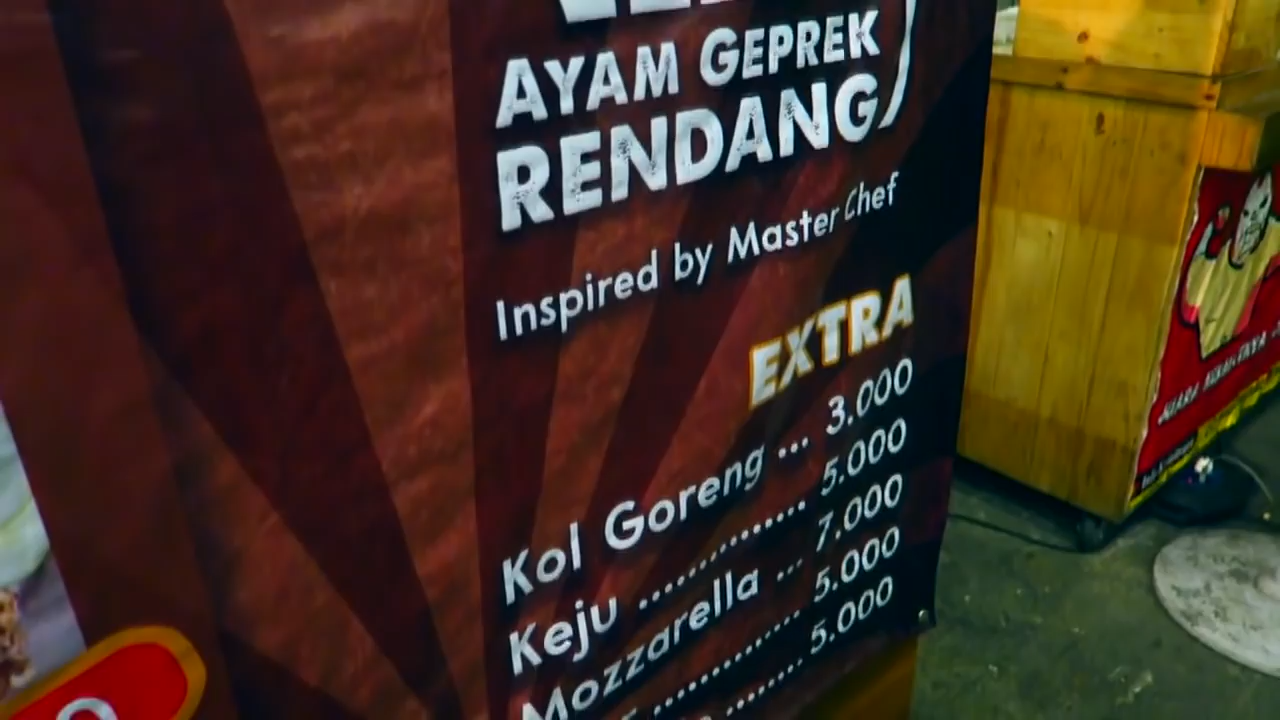 AYAM GEPREK
RENDANG)
Inspired by Master Chef
EXTRA
Kol Goreng ... 3.000
Keju .............. 5.000
Mozzarella ... 7.000
............. 5.000
........ 5.000